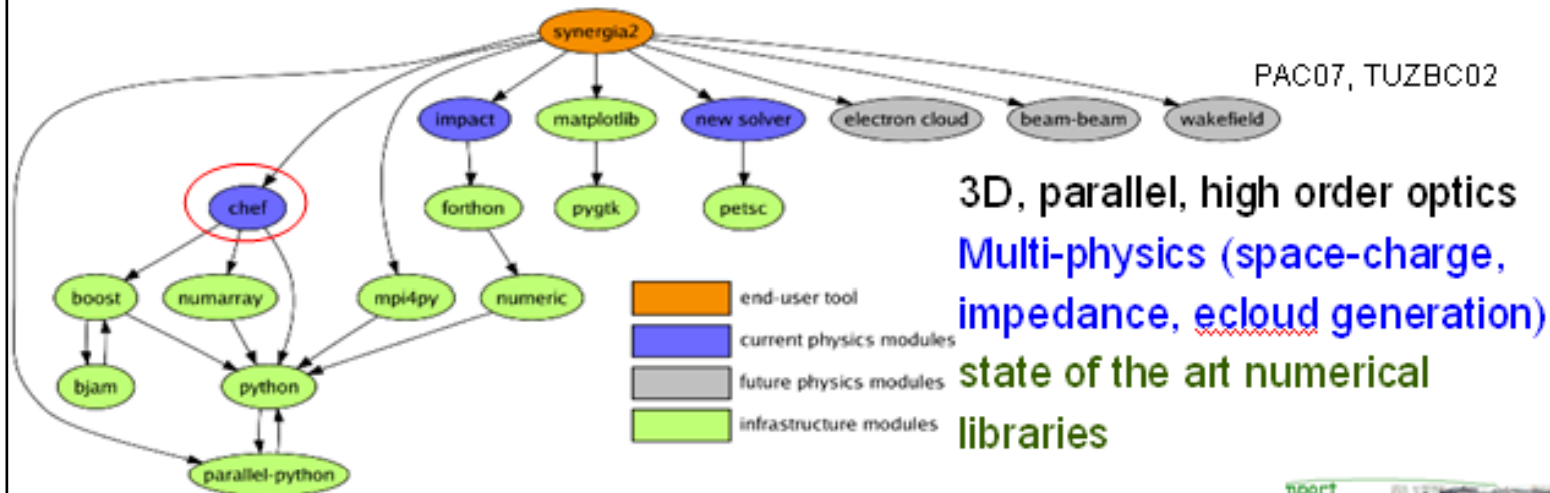 synergia2
PAC07, TUZBC02
impact
matplotlib
new solver
electron cloud
beam-beam
wakefield
chef
forthon
pygtk
petsc
3D, parallel, high order optics
Multi-physics (space-charge,
impedance, ecloud generation)
state of the art numerical
libraries
boost
numarray
mpi4py
numeric
end-user tool
current physics modules
future physics modules
infrastructure modules
bjam
python
parallel-python